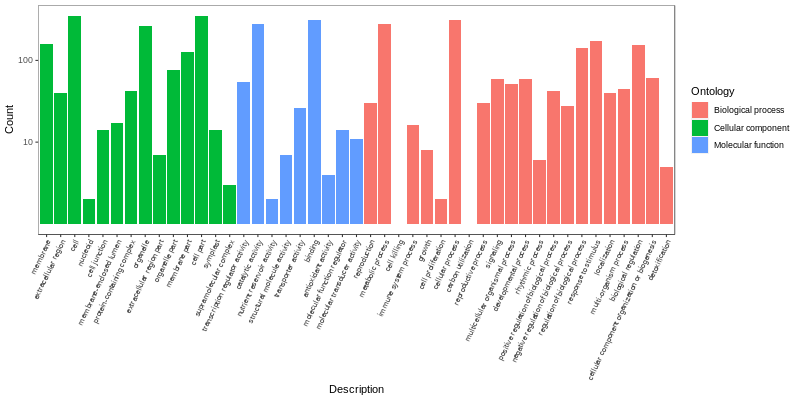 100
10
Count
membrane
extracellular region
cell
nucleoid
cell junction
membrane-enclosed lumen
protein-containing complex
organelle
extracellular region part
organelle part
membrane part
cell part
symplast
supramolecular complex
transcription regulator activity
catalytic activity
nutrient reservoir activity
structural molecule activity
transporter activity
binding
antioxidant activity
molecular function regulator
molecular transducer activity
reproduction
metabolic process
cell killing
immune system process
growth
cell proliferation
cellular process
carbon utilization
reproductive process
signaling
multicellular organismal process
developmental process
rhythmic process
positive regulation of biological process
negative regulation of biological process
regulation of biological process
response to stimulus
localization
multi-organism process
biological regulation
cellular component organization or biogenesis
detoxification
Description
Ontology
Biological process
Cellular component
Molecular function